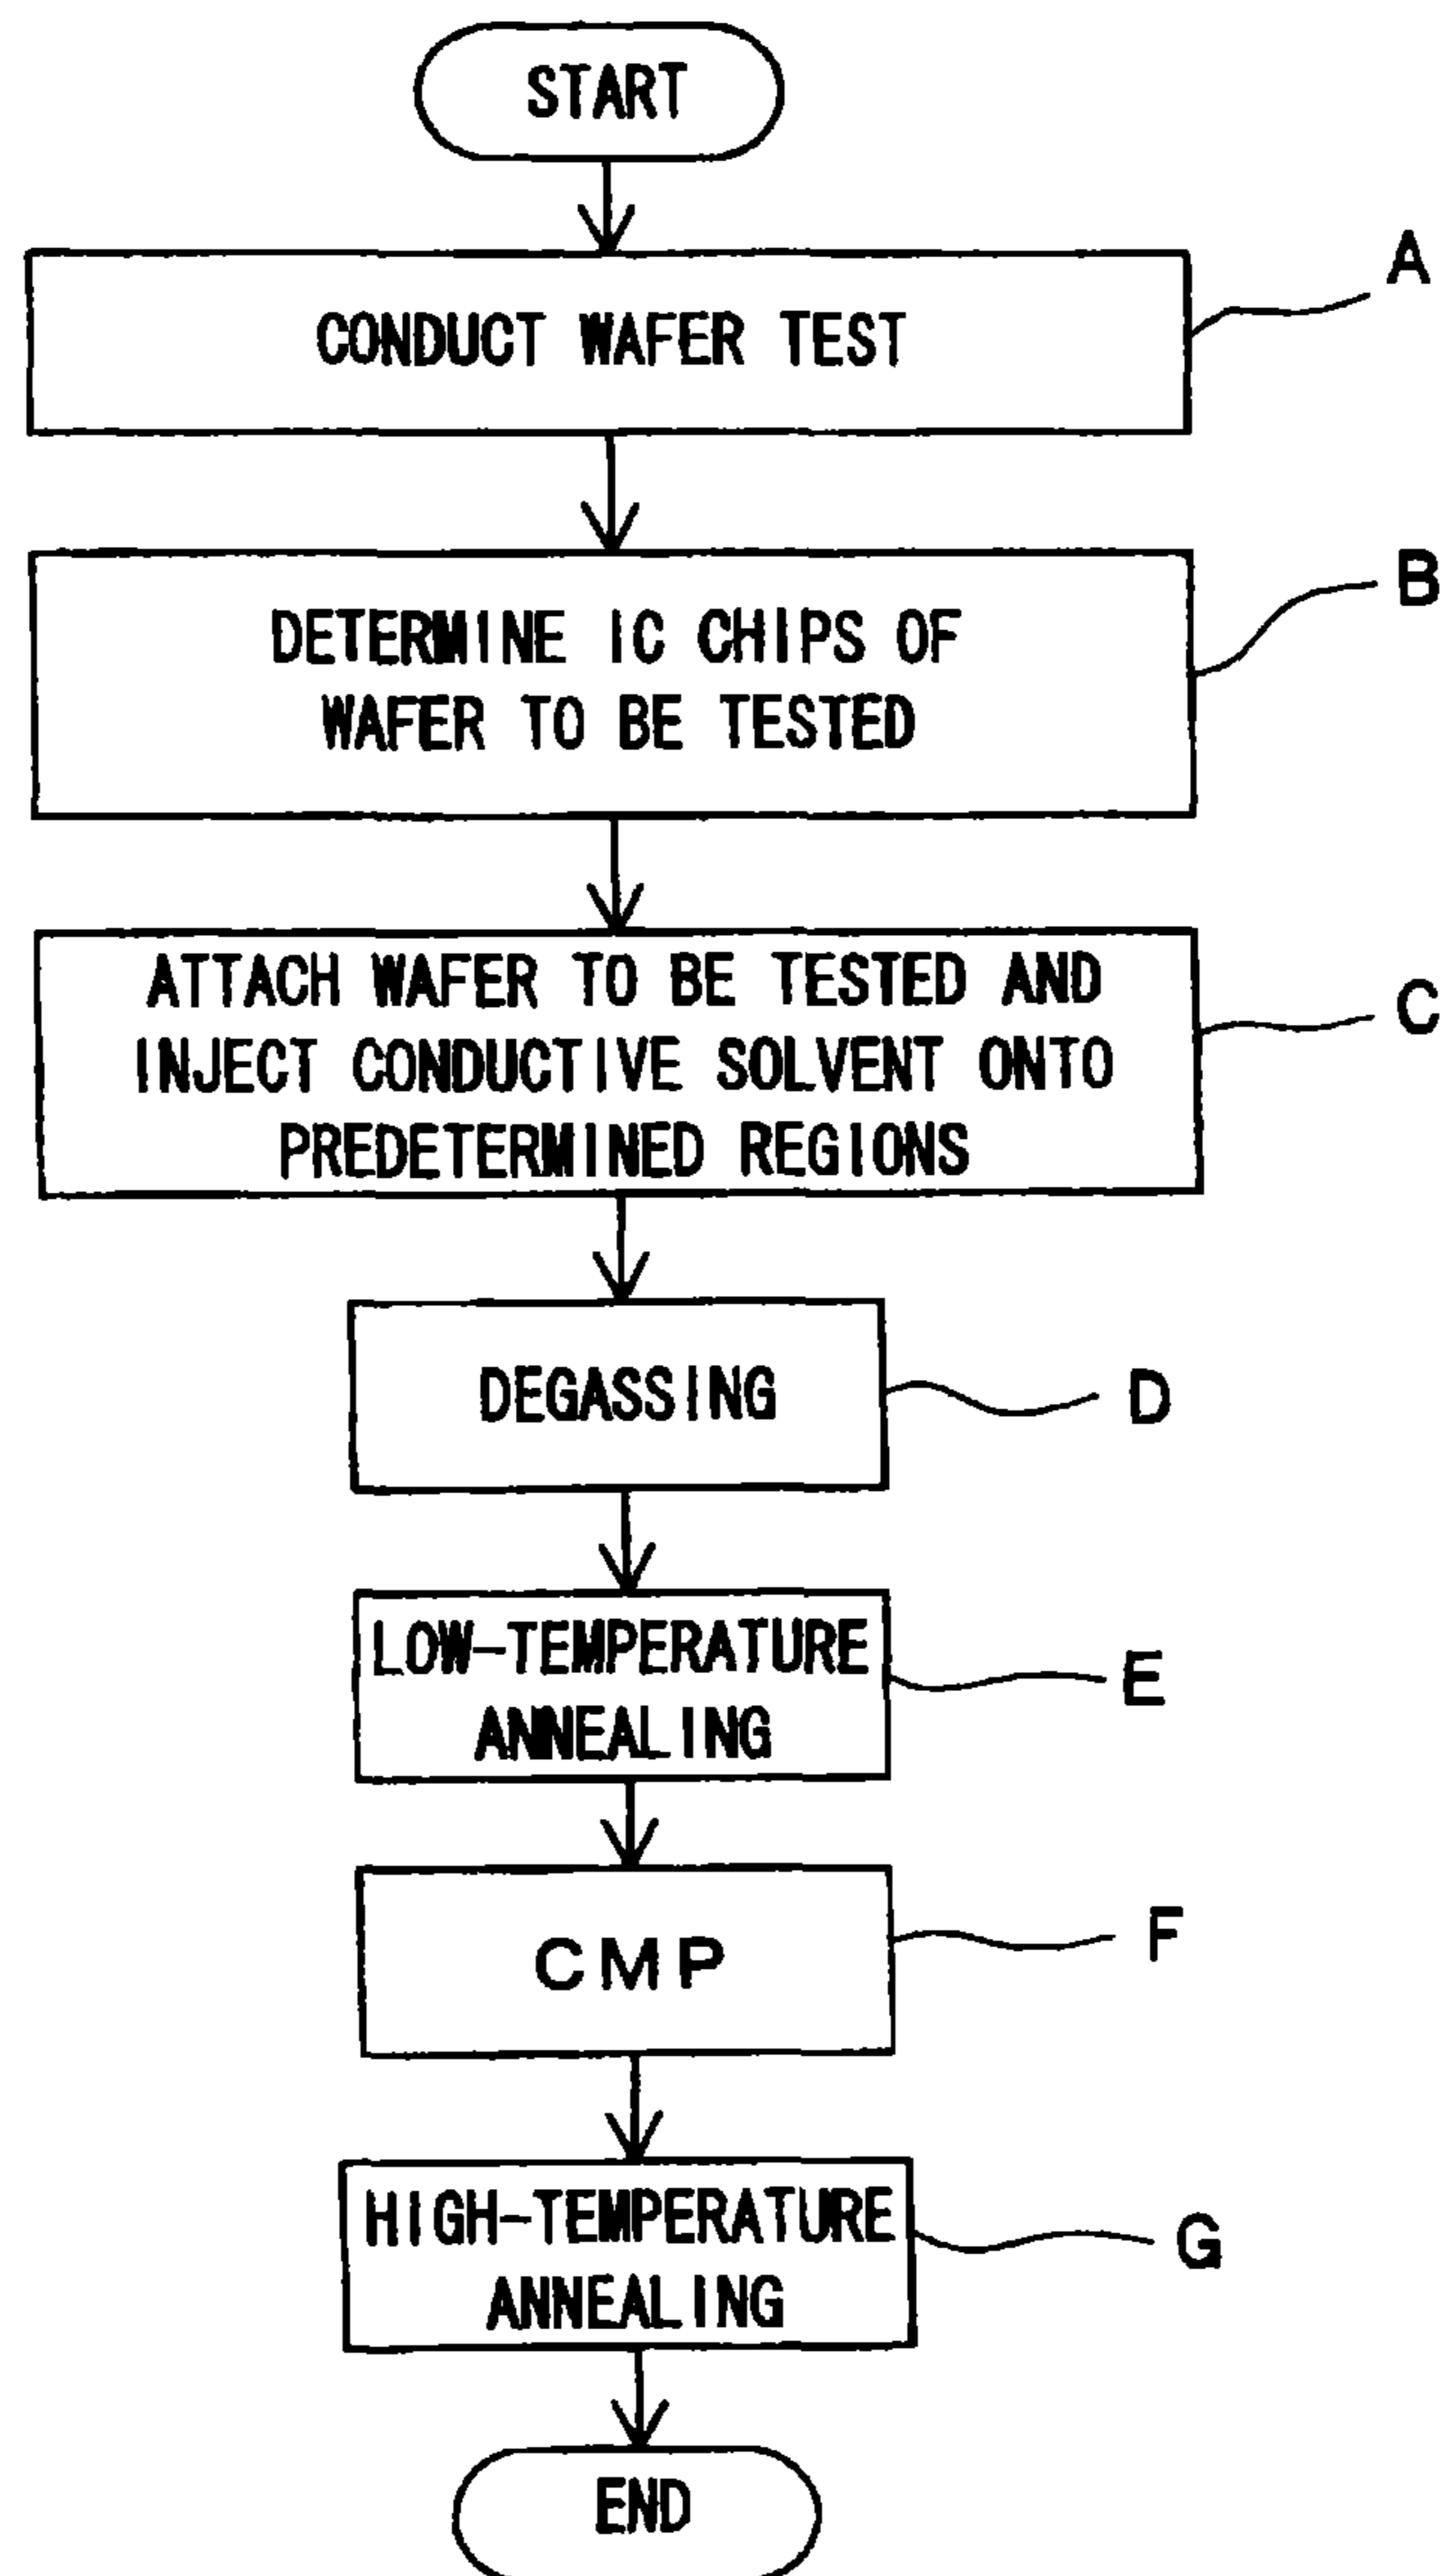 START
CONDUCT WAFER TEST
A
DETERMINE IC CHIPS OF
WAFER TO BE TESTED
B
ATTACH WAFER TO BE TESTED AND
INJECT CONDUCTIVE SOLVENT ONTO
PREDETERMINED REGIONS
C
DEGASSING
D
LOW-TEMPERATURE
ANNEALING
E
CMP
F
HIGH-TEMPERATURE
ANNEALING
G
END